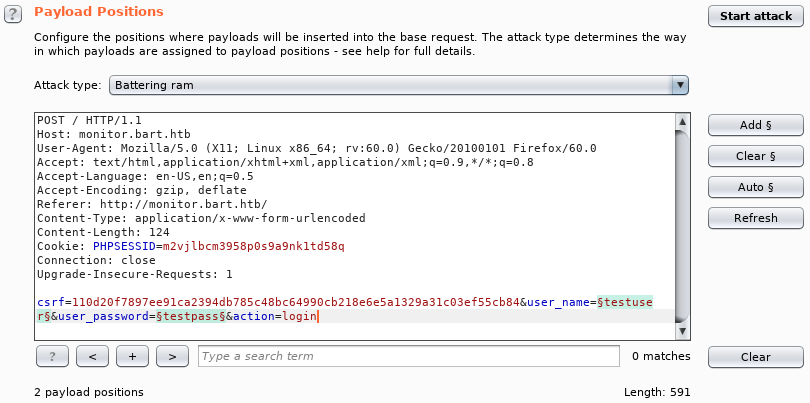 ?
Payload Positions
Start attack
Configure the positions where payloads will be inserted into the base request. The attack type determines the way
in which payloads are assigned to payload positions - see help for full details.
Attack type: Battering ram
POST / HTTP/1.1
Host: monitor.bart.htb
User-Agent: Mozilla/5.0 (X11; Linux x86_64; rv:60.0) Gecko/20100101 Firefox/60.0
Accept: text/html,application/xhtml+xml,application/xml;q=0.9,*/*;q=0.8
Accept-Language: en-US,en;q=0.5
Accept-Encoding: gzip, deflate
Referer: http://monitor.bart.htb/
Content-Type: application/x-www-form-urlencoded
Content-Length: 124
Cookie: PHPSESSID=m2vjlbcm3958p0s9a9nk1td58q
Connection: close
Upgrade-Insecure-Requests: 1
csrf=110d20f7897ee91ca2394db785c48bc64990cb218e6e5a1329a31c03ef55cb84&user_name=§testuse
r§&user_password=§testpass§&action=login
Add §
Clear §
Auto §
Refresh
? < + > Type a search term 0 matches Clear
2 payload positions Length: 591